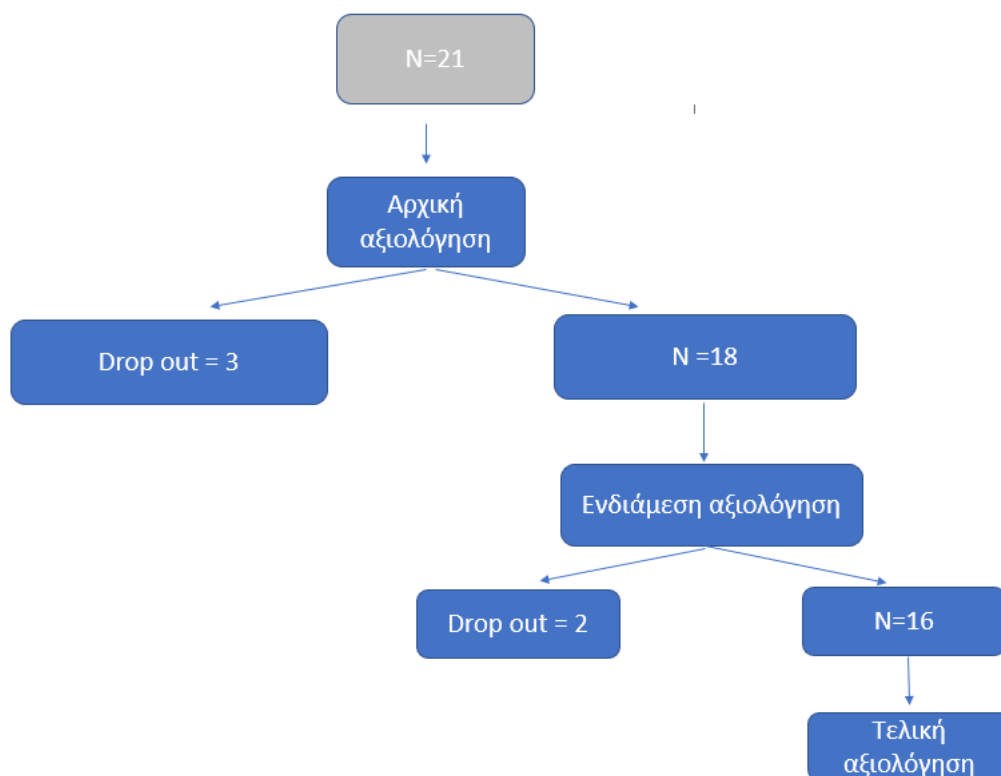 N=21
Αρχική
αξιολόγηση
Drop out = 3
N =18
Ενδιάμεση αξιολόγηση
Drop out = 2
N=16
Τελική
αξιολόγηση